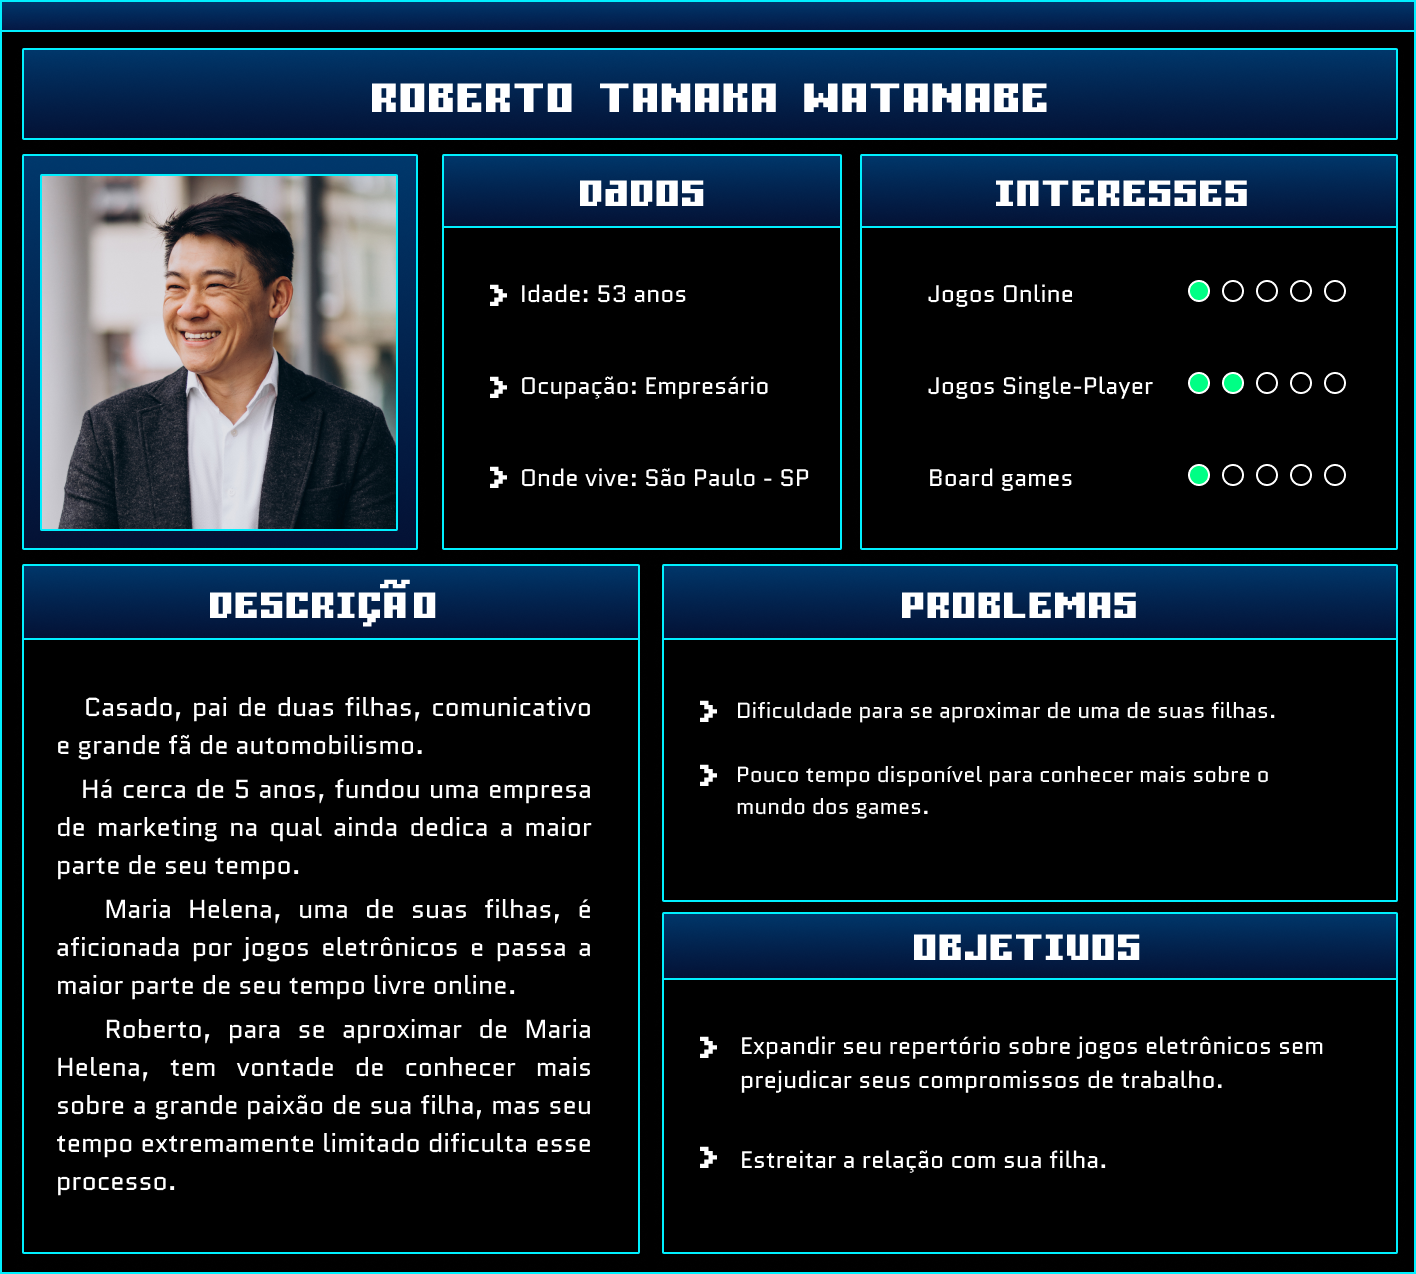 ROBERTO TANAKA WATANABE
DADOS
Idade: 53 anos
Ocupação: Empresário
Onde vive: São Paulo - SP
INTERESSES
Jogos Online
Jogos Single-Player
Board games
DESCRIÇÃO
Casado, pai de duas filhas, comunicativo
e grande fã de automobilismo.
Há cerca de 5 anos, fundou uma empresa
de marketing na qual ainda dedica a maior
parte de seu tempo.
Maria Helena, uma de suas filhas, é
aficionada por jogos eletrônicos e passa a
maior parte de seu tempo livre online.
Roberto, para se aproximar de Maria
Helena, tem vontade de conhecer mais
sobre a grande paixão de sua filha, mas seu
tempo extremamente limitado dificulta esse
processo.
PROBLEMAS
Dificuldade para se aproximar de uma de suas filhas.
Pouco tempo disponível para conhecer mais sobre o
mundo dos games.
OBJETIVOS
Expandir seu repertório sobre jogos eletrônicos sem
prejudicar seus compromissos de trabalho.
Estreitar a relação com sua filha.